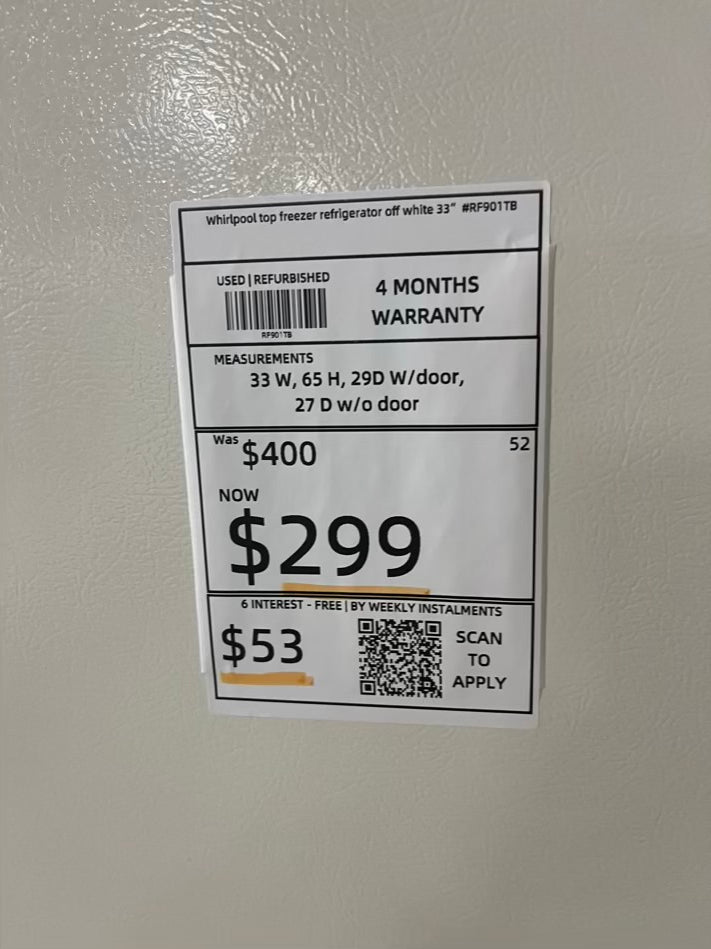 Whirlpool top freezer refrigerator off white 33" #RF901TB
USED | REFURBISHED
RF901TB
4 MONTHS
WARRANTY
MEASUREMENTS
33 W, 65 H, 29D W/door,
27 D w/o door
Was $400
52
NOW
$299
6 INTEREST - FREE | BY WEEKLY INSTALMENTS
$53
SCAN
TO
APPLY